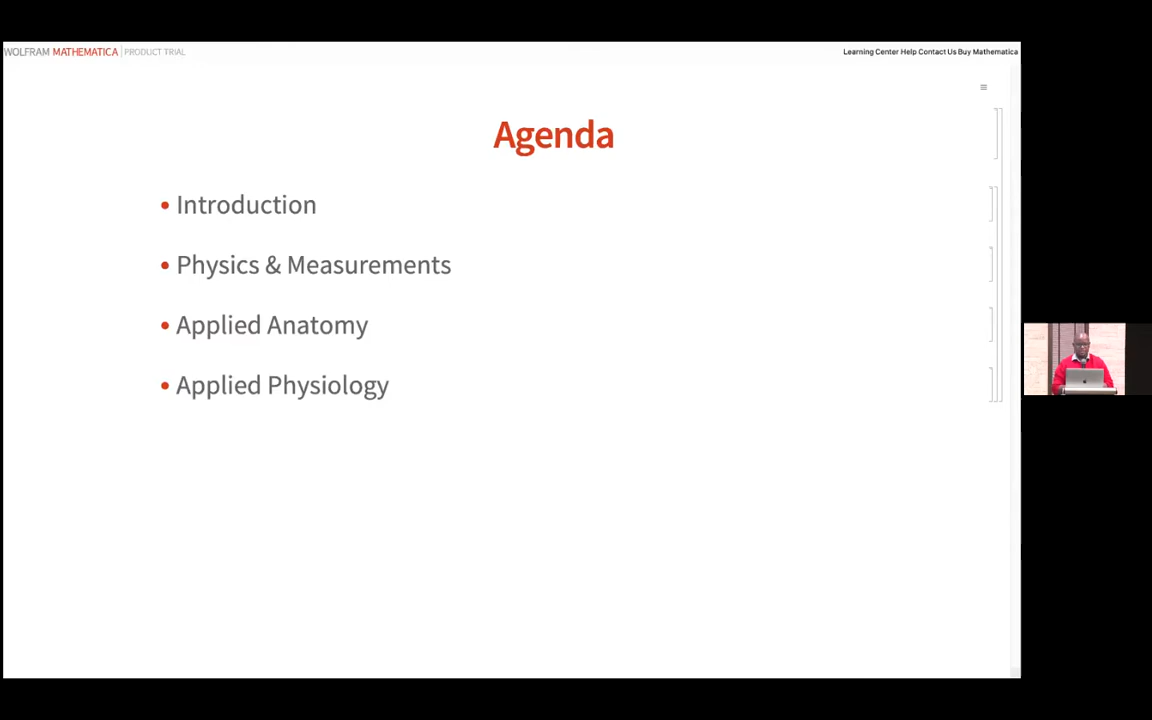 WOLFRAM MATHEMATICA | PRODUCT TRIAL
Learning Center Help Contact Us Buy Mathematica
Agenda
• Introduction
• Physics & Measurements
• Applied Anatomy
• Applied Physiology